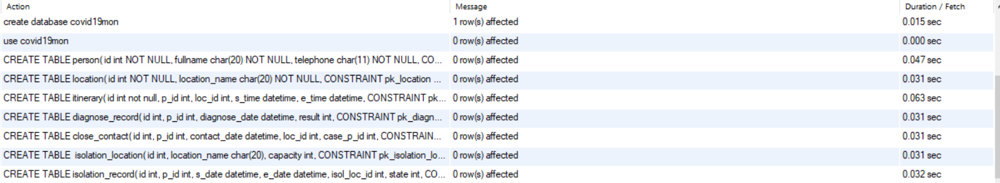 Action Message Duration / Fetch
create database covid19mon 1 row(s) affected 0.015 sec
use covid19mon 0 row(s) affected 0.000 sec
CREATE TABLE person( id int NOT NULL, fullname char(20) NOT NULL, telephone char(11) NOT NULL, CO... 0 row(s) affected 0.047 sec
CREATE TABLE location( id int NOT NULL, location_name char(20) NOT NULL, CONSTRAINT pk_location ... 0 row(s) affected 0.031 sec
CREATE TABLE itinerary( id int not null, p_id int, loc_id int, s_time datetime, e_time datetime, CONSTRAINT pk... 0 row(s) affected 0.063 sec
CREATE TABLE diagnose_record( id int, p_id int, diagnose_date datetime, result int, CONSTRAINT pk_diagn... 0 row(s) affected 0.031 sec
CREATE TABLE close_contact( id int, p_id int, contact_date datetime, loc_id int, case_p_id int, CONSTRAIN... 0 row(s) affected 0.031 sec
CREATE TABLE  isolation_location( id int, location_name char(20), capacity int, CONSTRAINT pk_isolation_lo... 0 row(s) affected 0.031 sec
CREATE TABLE isolation_record( id int, p_id int, s_date datetime, e_date datetime, isol_loc_id int, state int, CO... 0 row(s) affected 0.032 sec